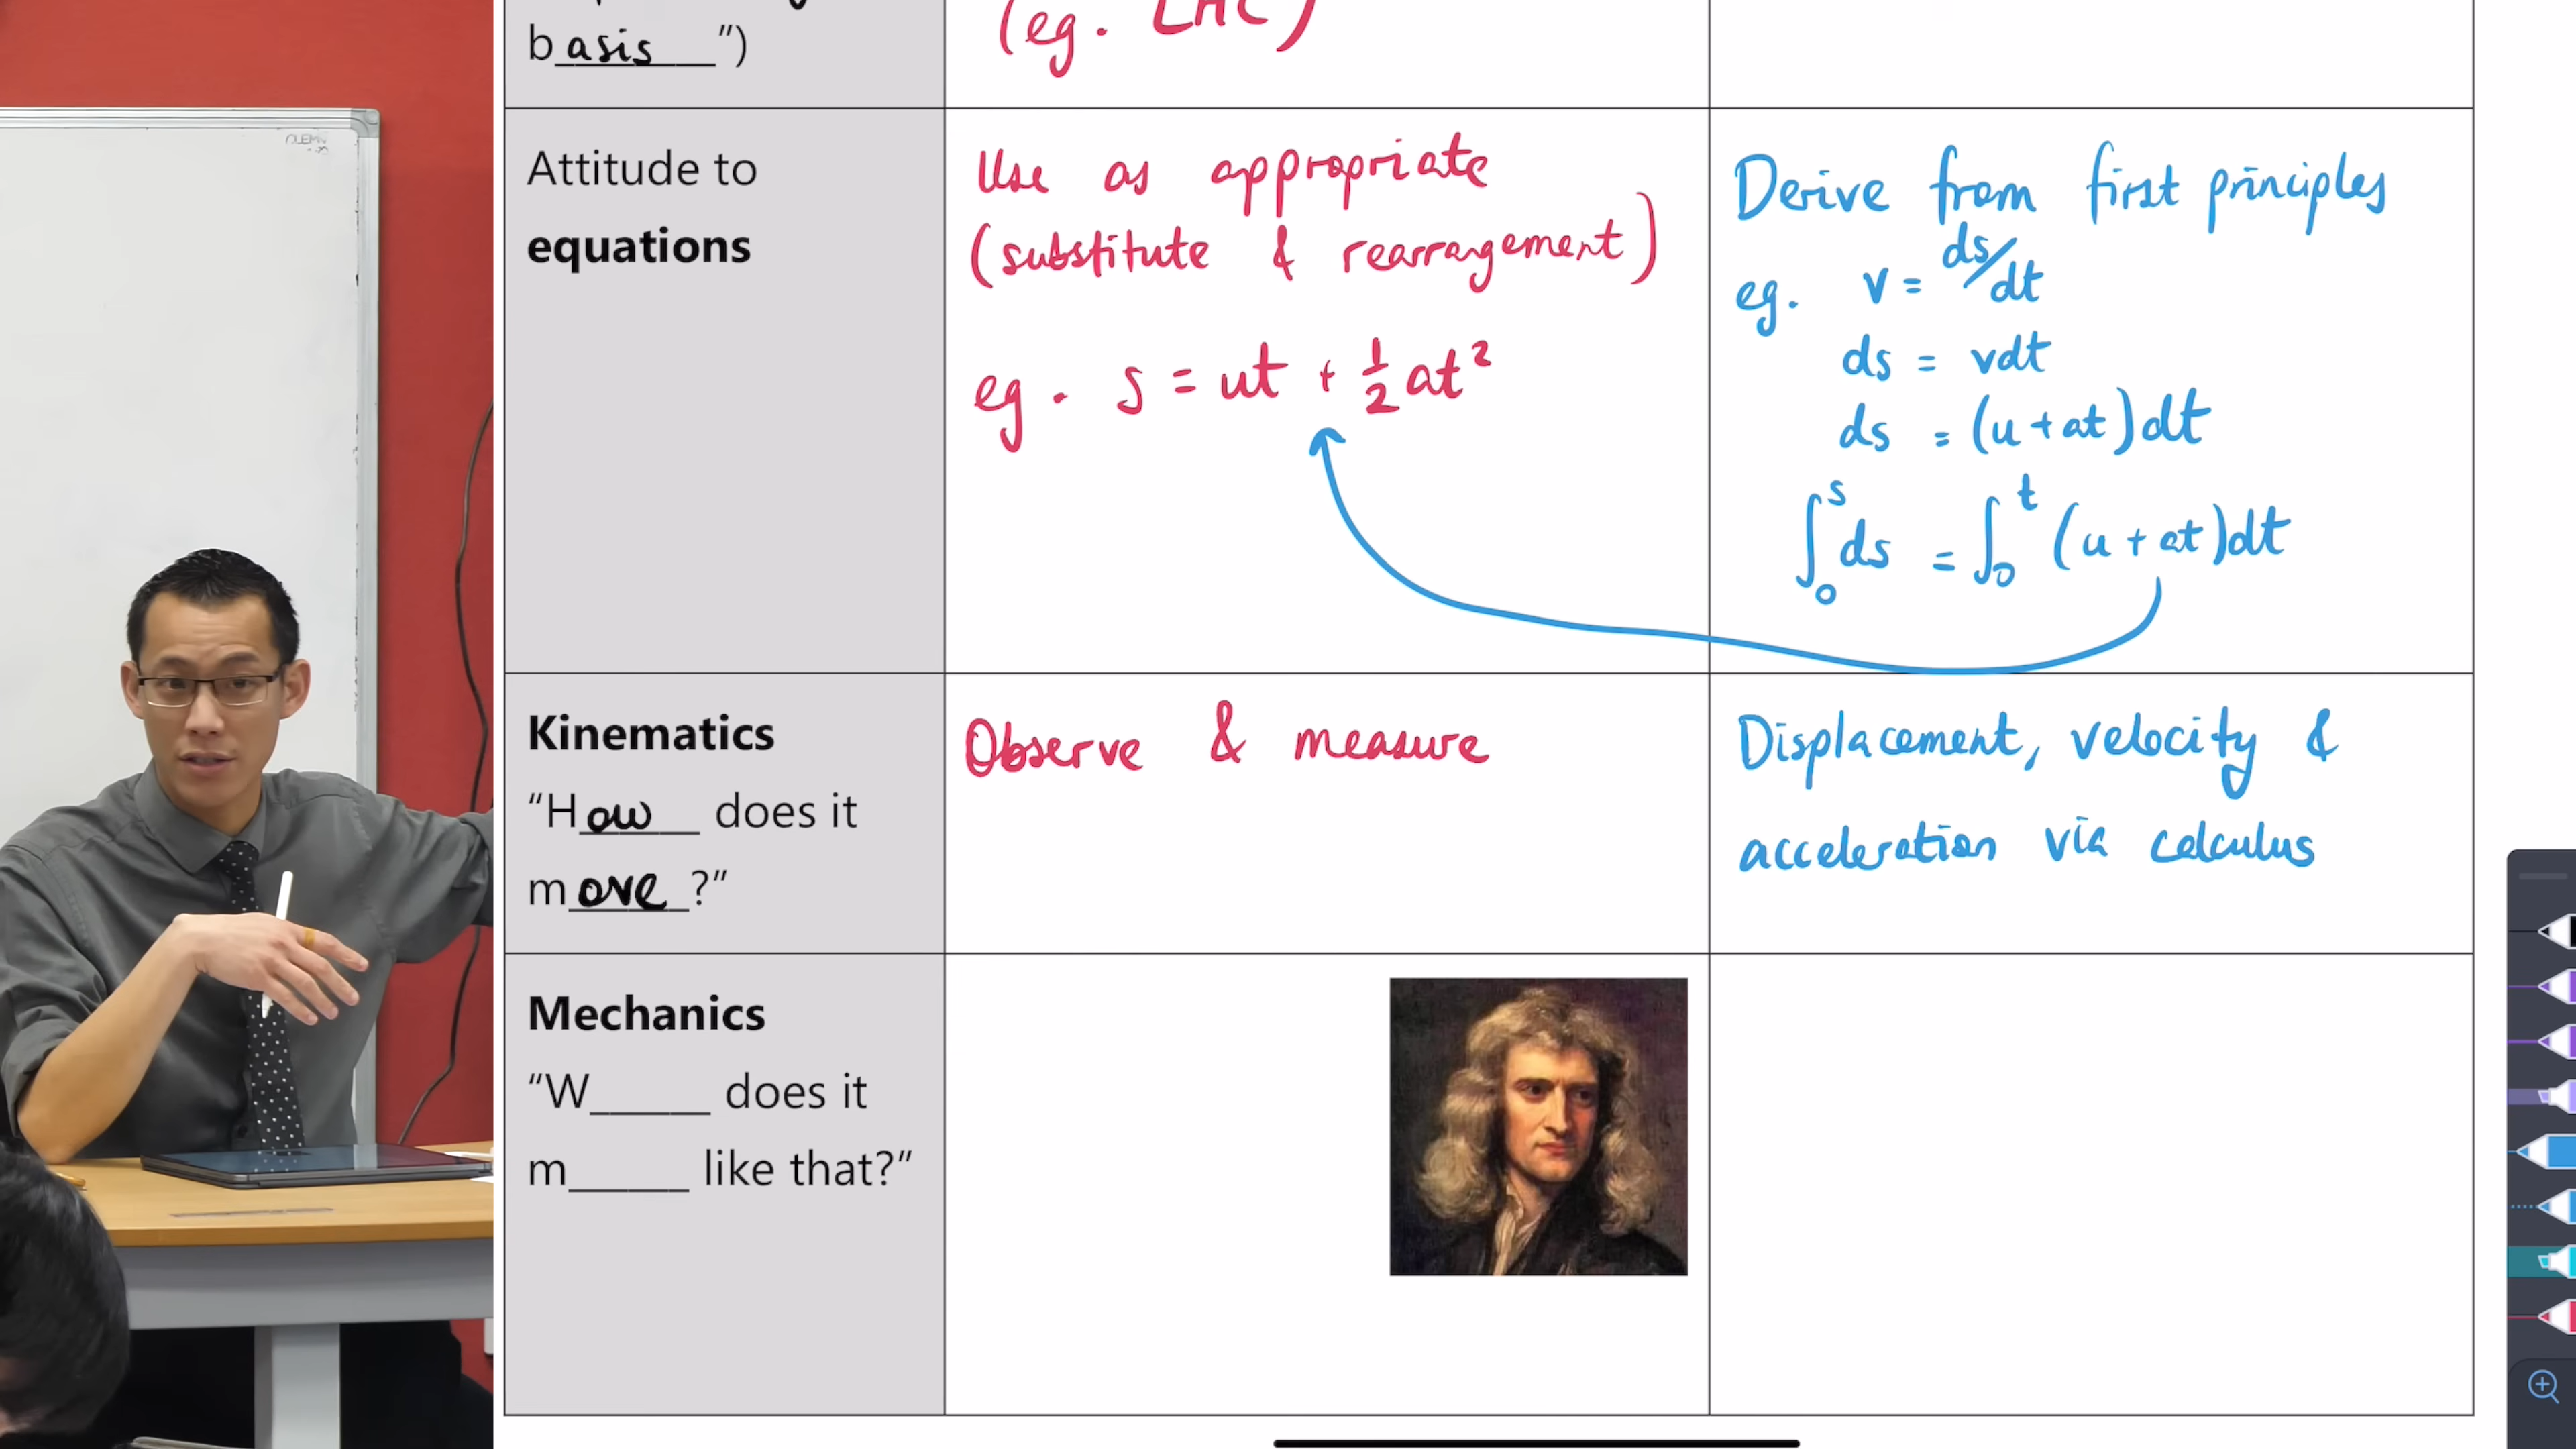 basis ")
(eg. LHC)
Attitude to
equations
Use as appropriate
(substitute & rearrangement)
eg. s = ut + ½at²
Derive from first principles
eg. v = ds/dt
ds = vdt
ds = (u + at)dt
∫₀ˢ ds = ∫₀ᵗ (u + at)dt
Kinematics
“How does it
move?”
Observe & measure
Displacement, velocity &
acceleration via calculus
Mechanics
“W______ does it
m______ like that?”